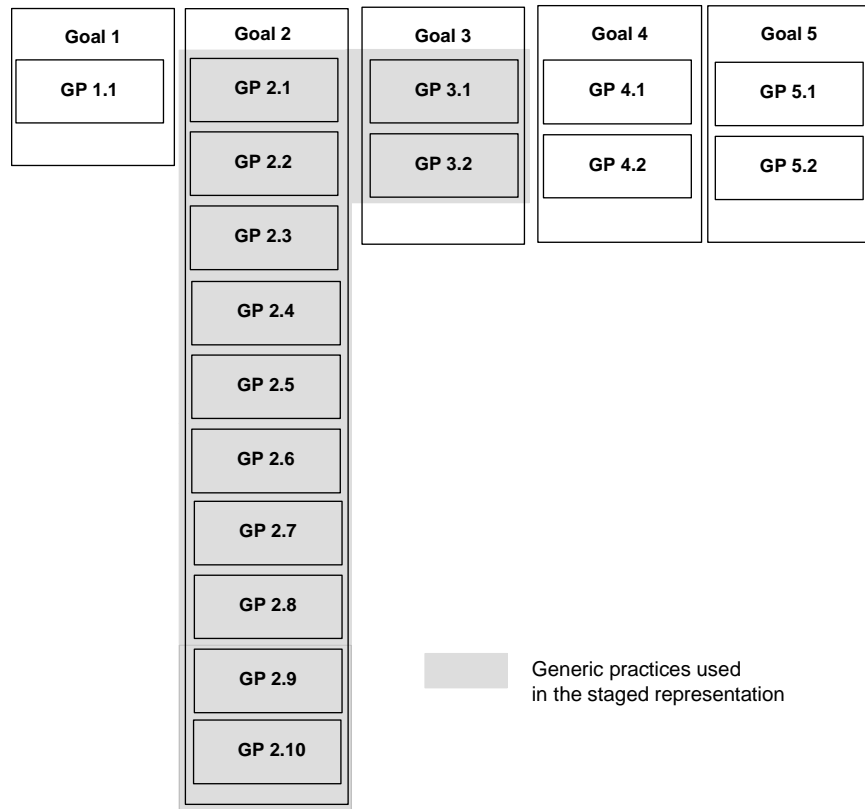 Goal 1
GP 1.1
Goal 2
GP 2.1
GP 2.2
GP 2.3
GP 2.4
GP 2.5
GP 2.6
GP 2.7
GP 2.8
GP 2.9
GP 2.10
Goal 3
GP 3.1
GP 3.2
Goal 4
GP 4.1
GP 4.2
Goal 5
GP 5.1
GP 5.2
Generic practices used
in the staged representation